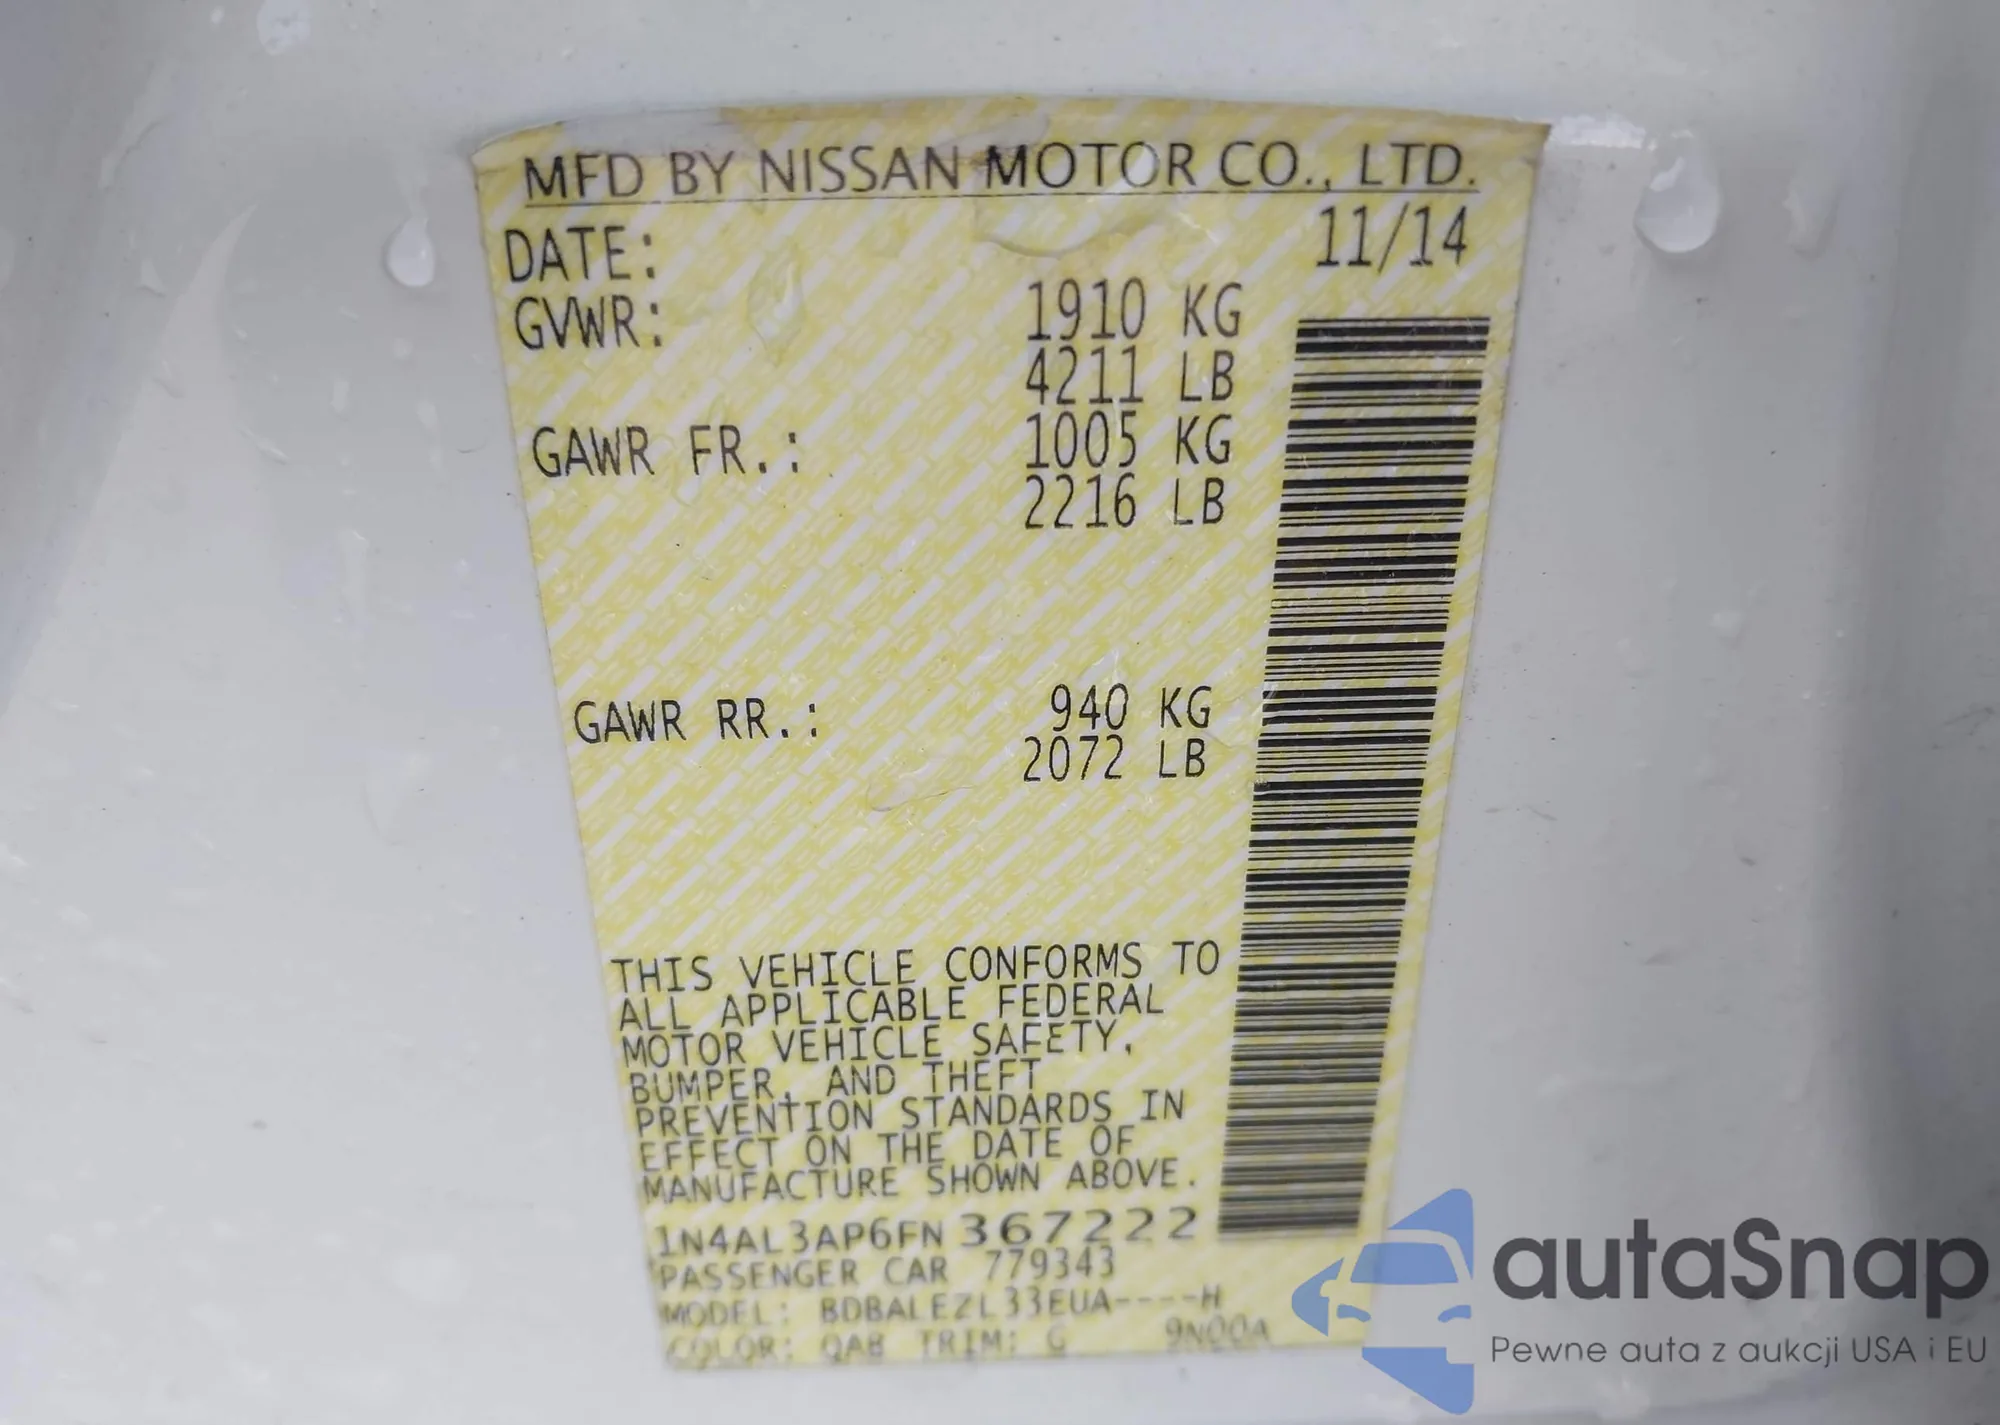 MFD BY NISSAN MOTOR CO., LTD.
DATE: 11/14
GVWR: 1910 KG
4211 LB
GAWR FR.: 1005 KG
2216 LB
GAWR RR.: 940 KG
2072 LB
THIS VEHICLE CONFORMS TO
ALL APPLICABLE FEDERAL
MOTOR VEHICLE SAFETY,
BUMPER, AND THEFT
PREVENTION STANDARDS IN
EFFECT ON THE DATE OF
MANUFACTURE SHOWN ABOVE.
1N4AL3AP6FN 367222
PASSENGER CAR 779343
MODEL: BDBALEZL33EUA----H
COLOR: QAB TRIM: G 9N00A
autaSnap
Pewne auta z aukcji USA i EU